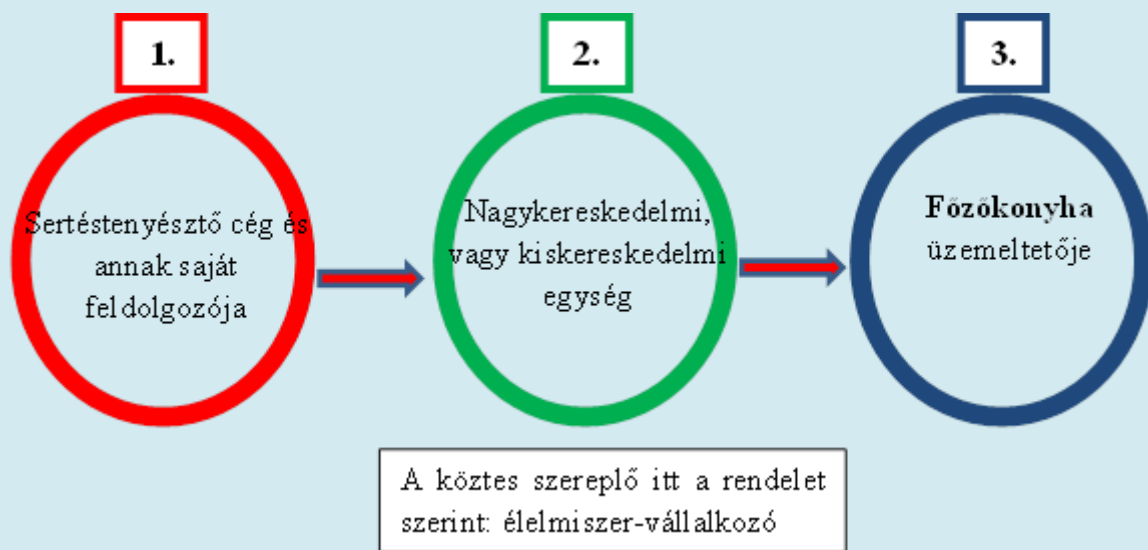 1.
Sertéstenyésztő cég és
annak saját
feldolgozója
2.
Nagykereskedelmi,
vagy kiskereskedelmi
egység
3.
Főzőkonyha
üzemeltetője
A köztes szereplő itt a rendelet
szerint: élelmiszer-vállalkozó